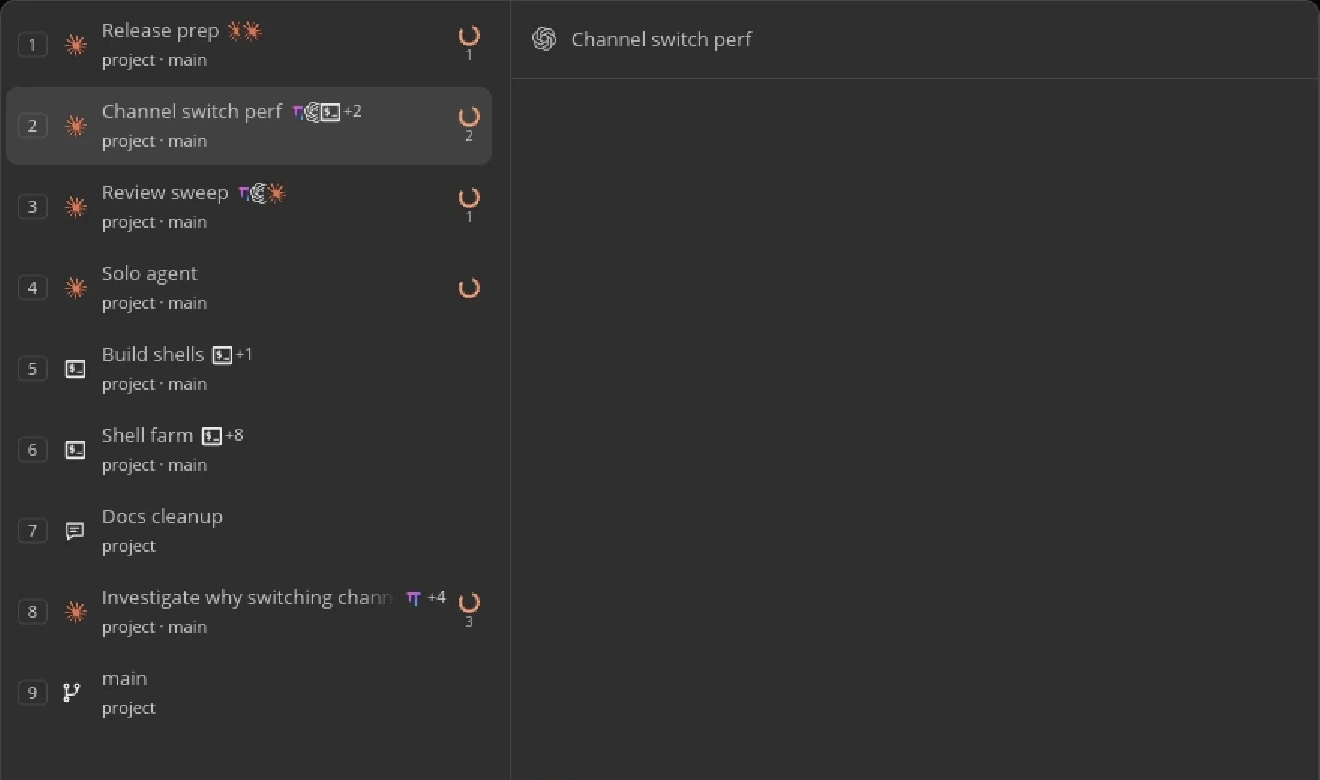 1
Release prep
project · main
1
2
Channel switch perf $_ +2
project · main
2
3
Review sweep
project · main
1
4
Solo agent
project · main
5
$_
Build shells $_ +1
project · main
6
$_
Shell farm $_ +8
project · main
7
Docs cleanup
project
8
Investigate why switching chann +4
project · main
3
9
main
project
Channel switch perf